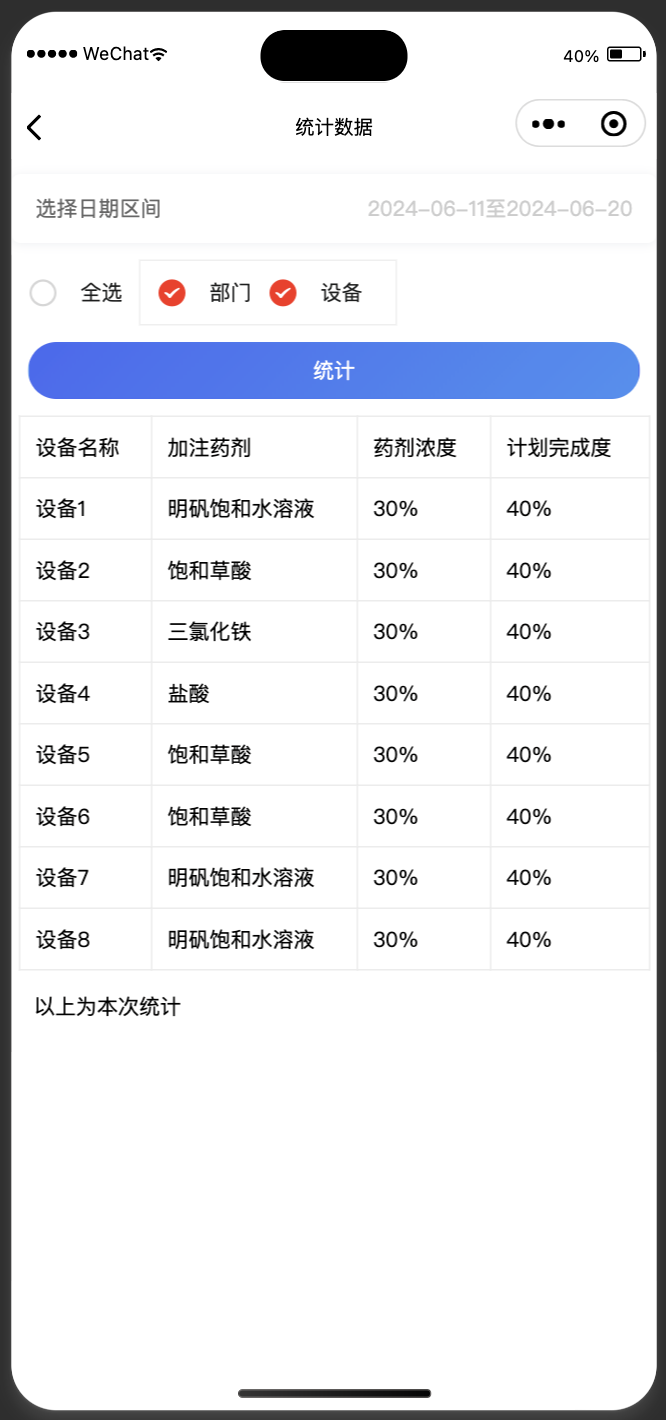 WeChat 40%
统计数据
选择日期区间 2024-06-11至2024-06-20
全选 部门 设备
统计
设备名称 加注药剂 药剂浓度 计划完成度
设备1 明矾饱和水溶液 30% 40%
设备2 饱和草酸 30% 40%
设备3 三氯化铁 30% 40%
设备4 盐酸 30% 40%
设备5 饱和草酸 30% 40%
设备6 饱和草酸 30% 40%
设备7 明矾饱和水溶液 30% 40%
设备8 明矾饱和水溶液 30% 40%
以上为本次统计